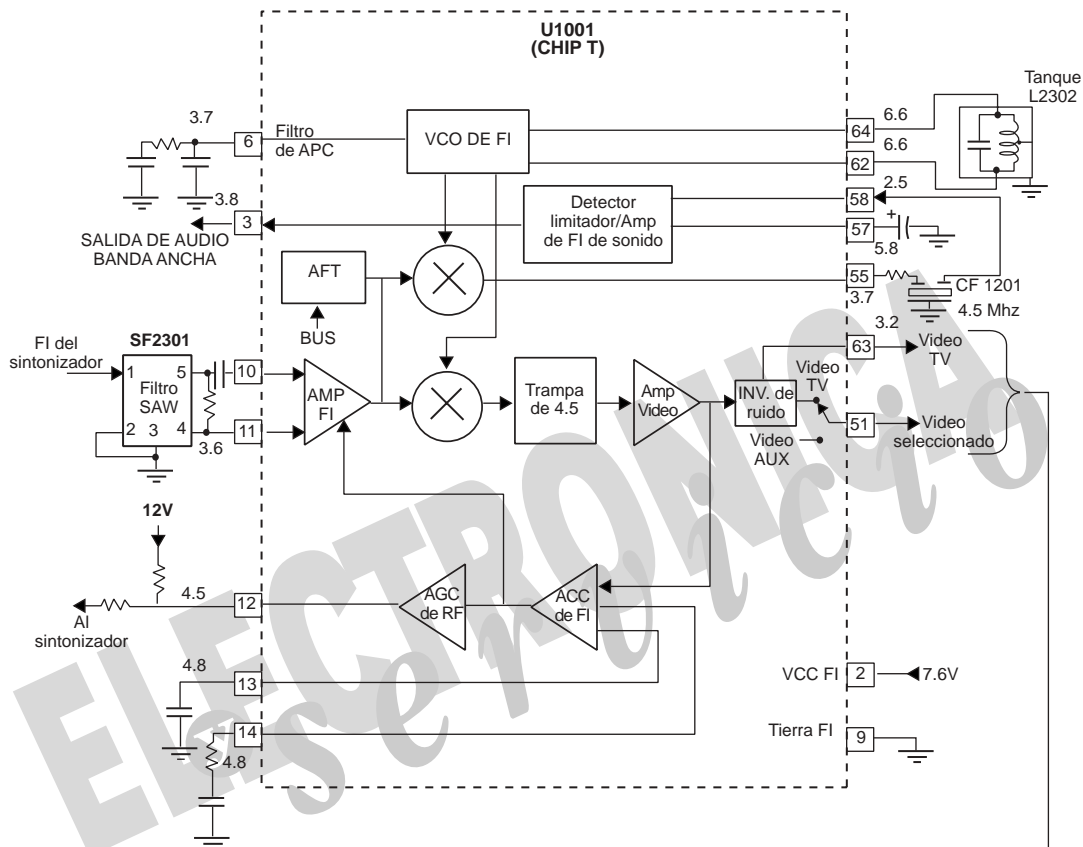 U1001
(CHIP T)
Tanque
L2302
3.7
6
Filtro
de APC
VCO DE FI
64
6.6
62
6.6
58
2.5
3.8
3
SALIDA DE AUDIO
BANDA ANCHA
Detector
limitador/Amp
de FI de sonido
57
+
5.8
AFT
BUS
55
3.7
CF 1201
4.5 Mhz
FI del
sintonizador
SF2301
1
5
Filtro
SAW
2
3
4
10
11
3.6
AMP
FI
Trampa
de 4.5
Amp
Video
INV. de
ruido
Video
TV
Video
AUX
63
3.2
Video
TV
51
Video
seleccionado
12V
4.5
12
Al
sintonizador
AGC
de RF
ACC
de FI
4.8
13
14
4.8
VCC FI
2
7.6V
Tierra FI
9
ELECTRONICA
servicio